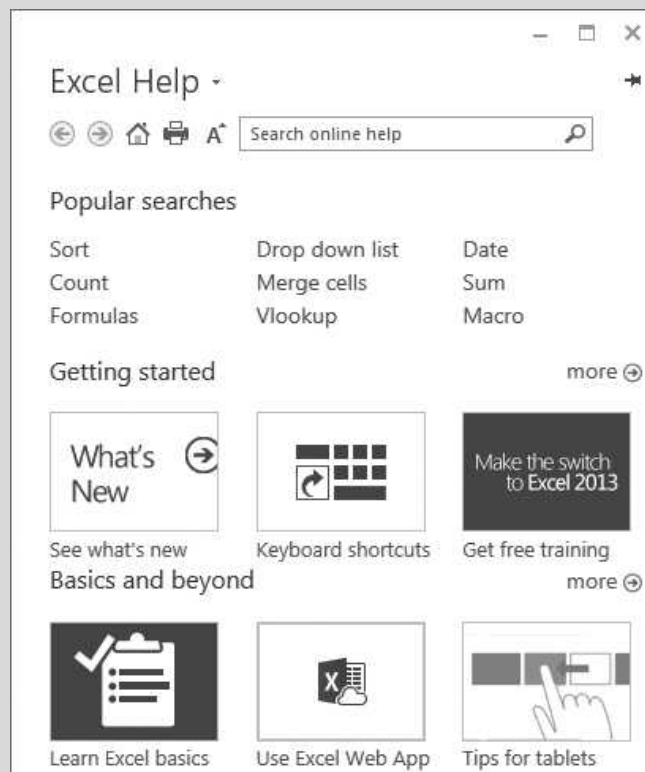 Excel Help
A
Search online help
Popular searches
Sort Drop down list Date
Count Merge cells Sum
Formulas Vlookup Macro
Getting started more
What's
New
Make the switch
to Excel 2013
See what's new Keyboard shortcuts Get free training
Basics and beyond more
X
Learn Excel basics Use Excel Web App Tips for tablets